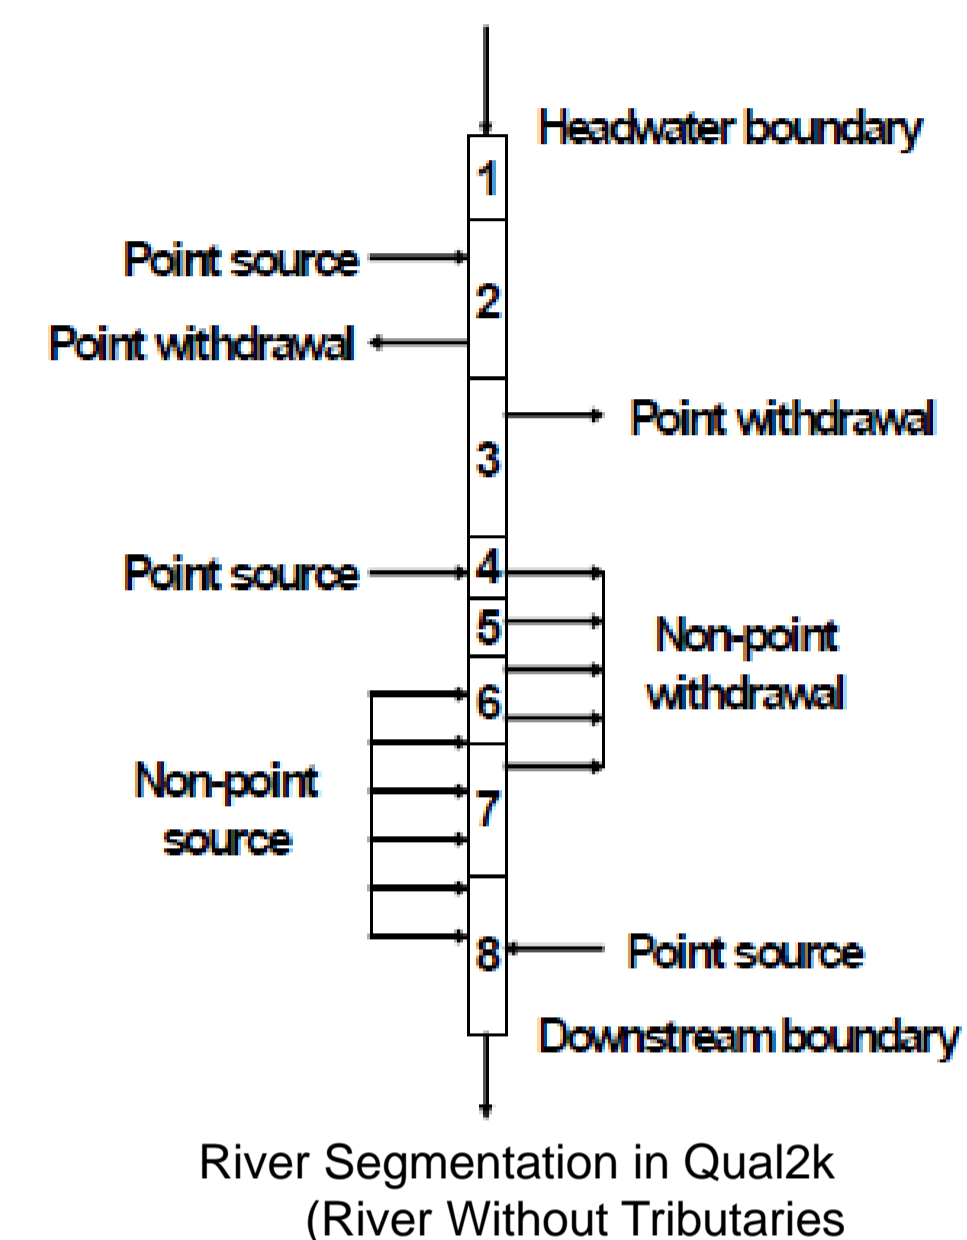 Headwater boundary
1
Point source
2
Point withdrawal
Point withdrawal
3
Point source
4
5
Non-point
withdrawal
6
Non-point
source
7
8
Point source
Downstream boundary
River Segmentation in Qual2k
(River Without Tributaries